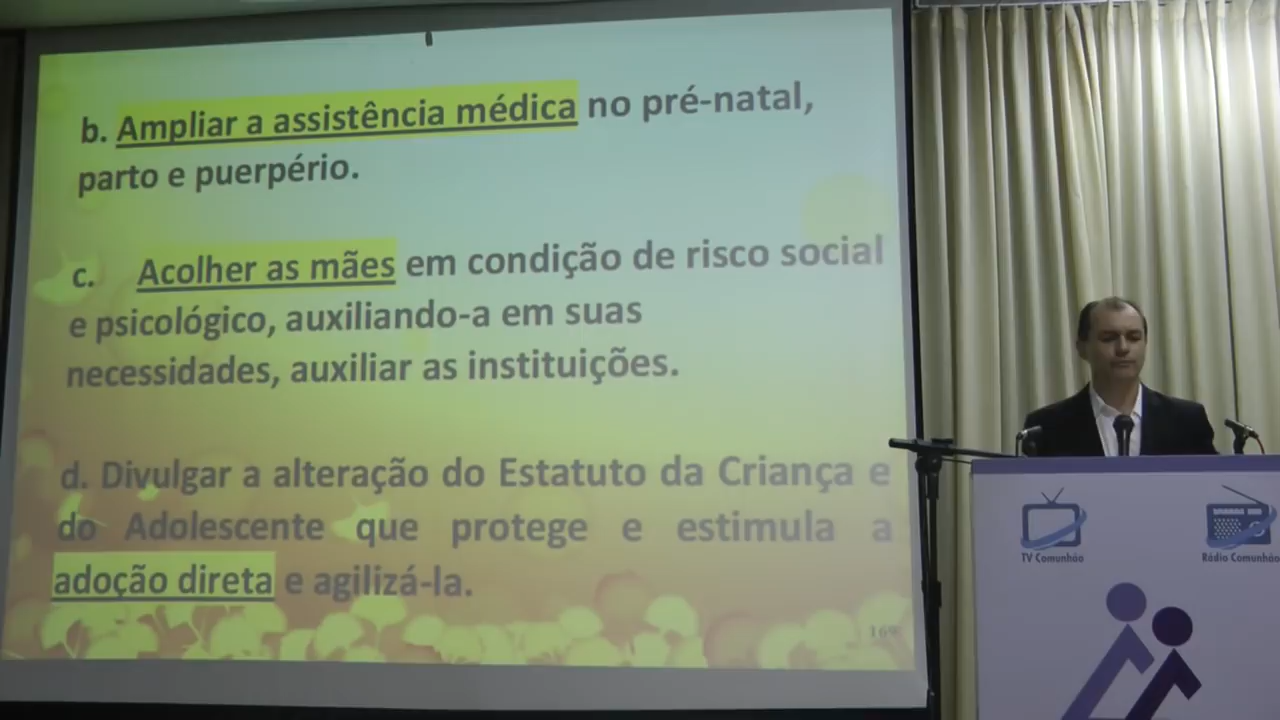 b. Ampliar a assistência médica no pré-natal,
parto e puerpério.
c. Acolher as mães em condição de risco social
e psicológico, auxiliando-a em suas
necessidades, auxiliar as instituições.
d. Divulgar a alteração do Estatuto da Criança e
do Adolescente que protege e estimula a
adoção direta e agilizá-la.
TV Comunhão
Rádio Comunhão